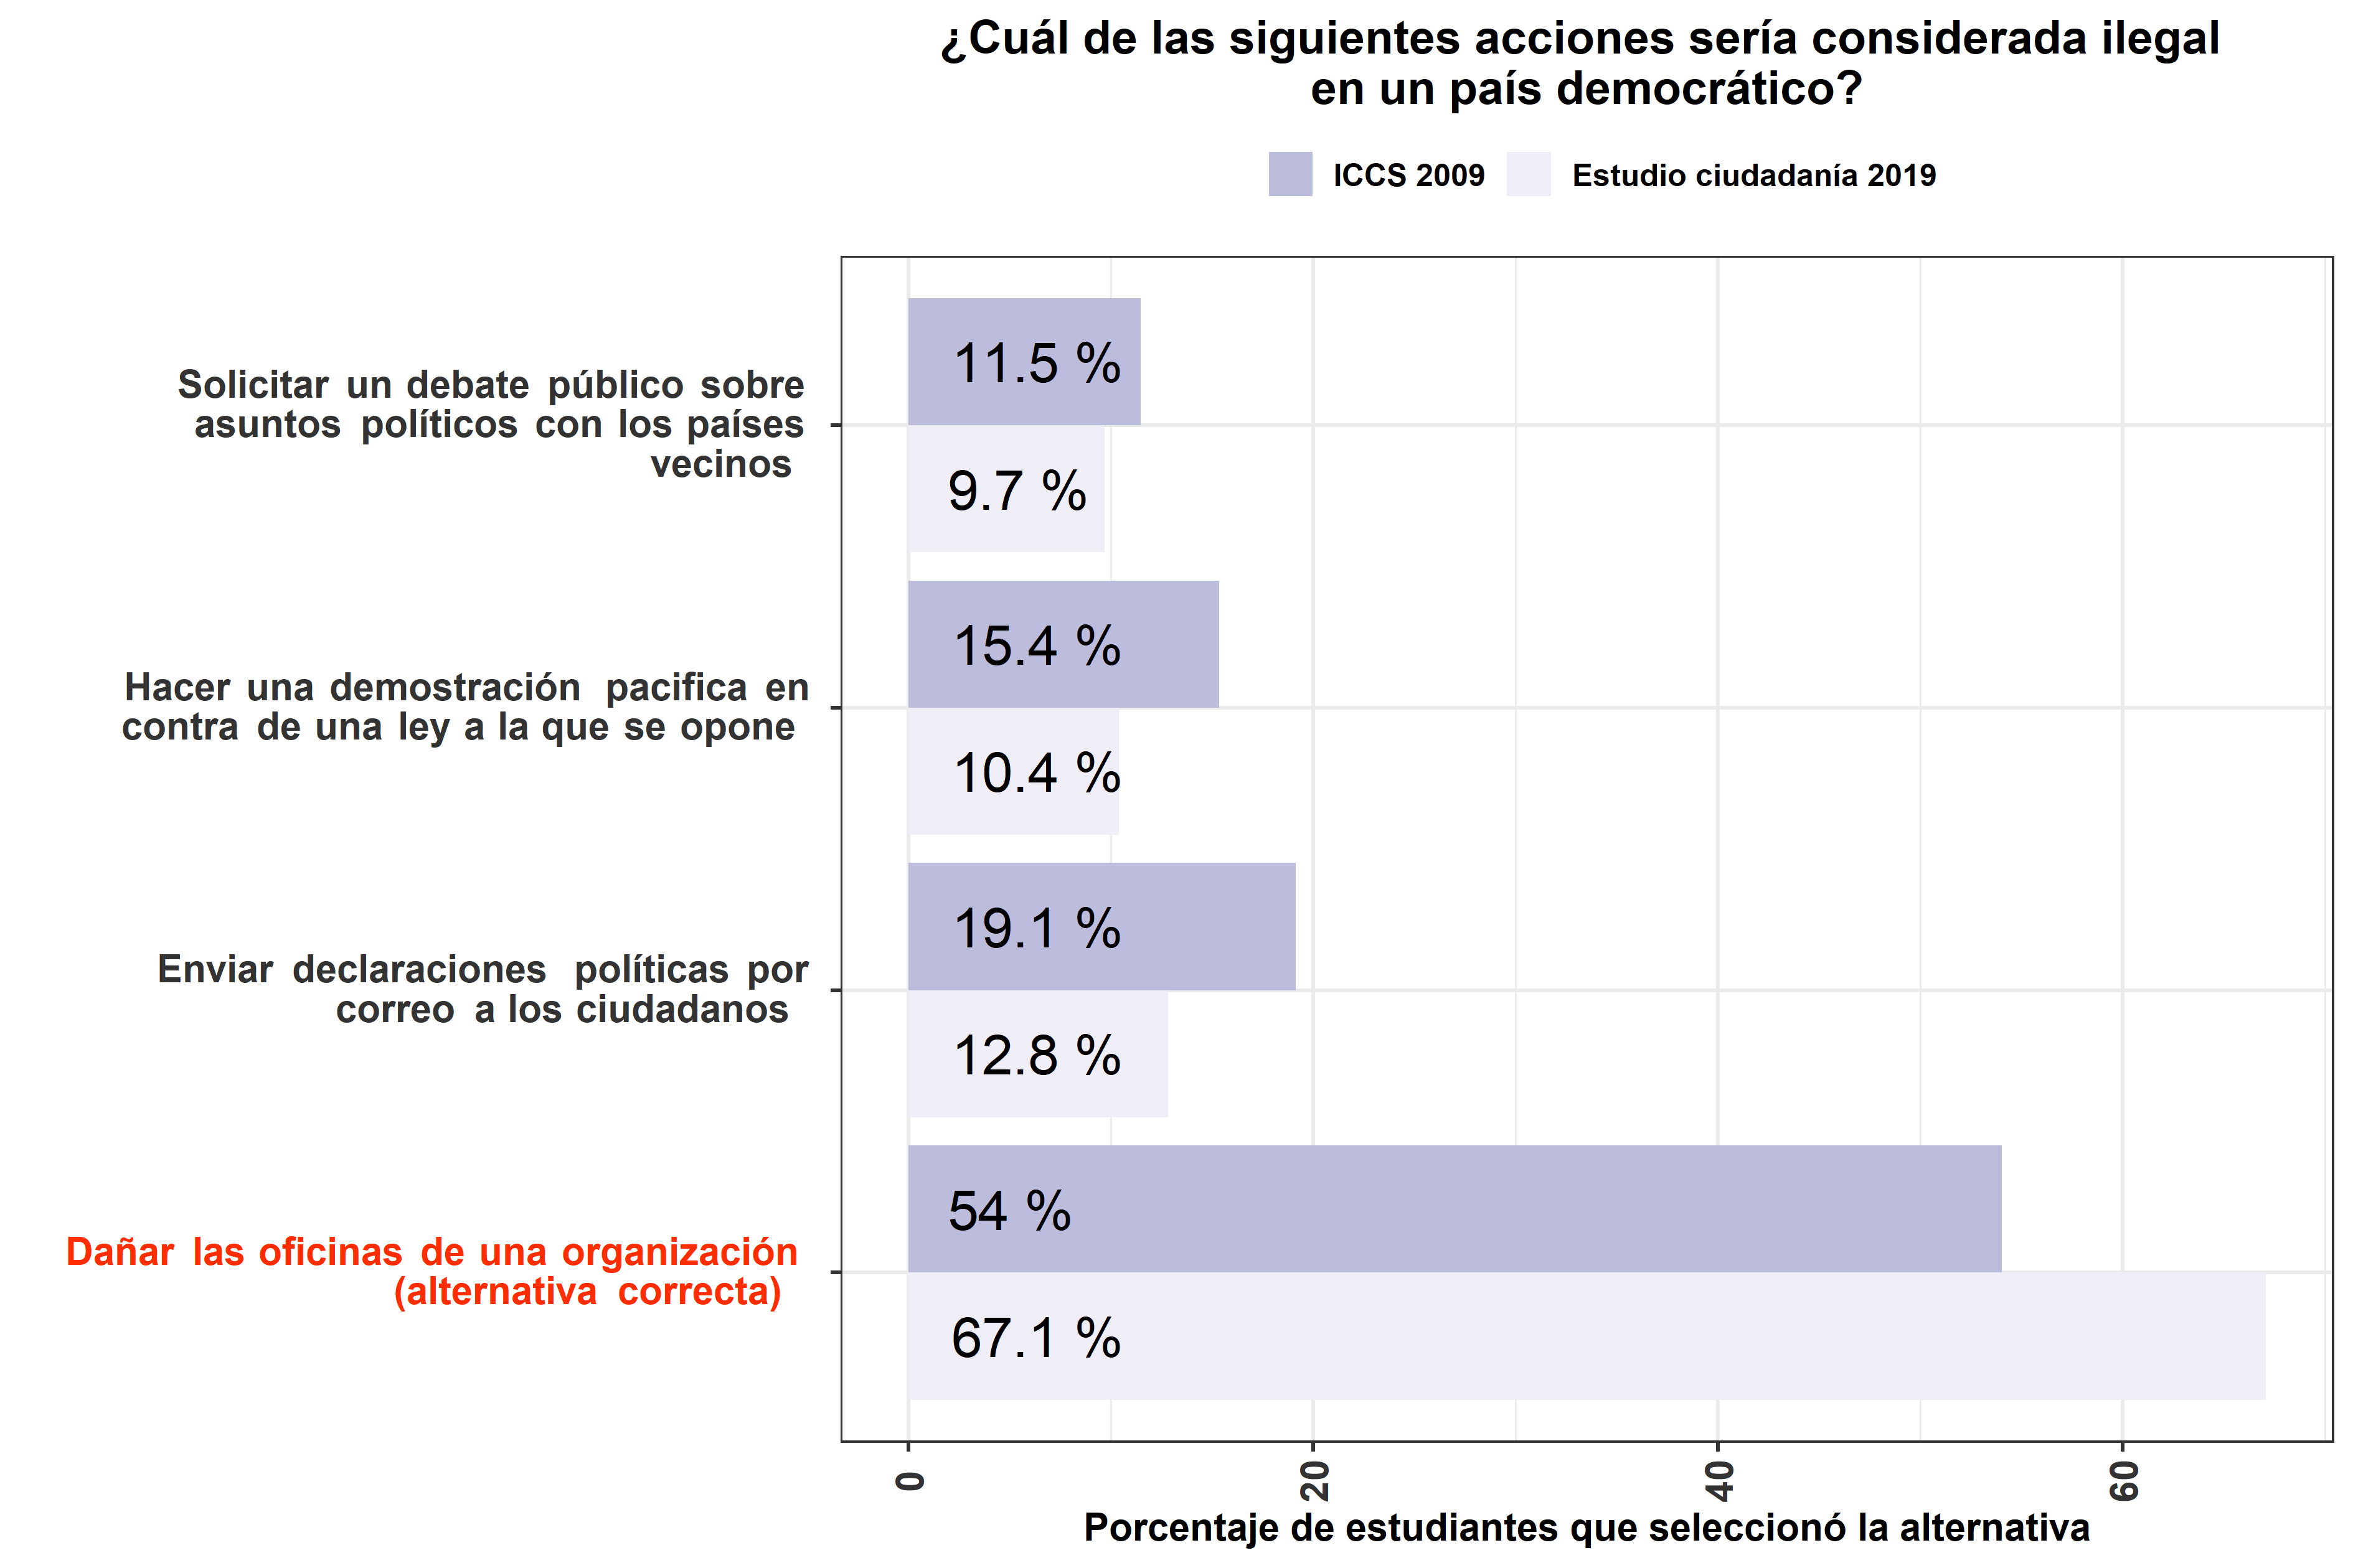 ¿Cuál de las siguientes acciones sería considerada ilegal
en un país democrático?
ICCS 2009
Estudio ciudadanía 2019
Solicitar un debate público sobre
asuntos políticos con los países
vecinos
11.5 %
9.7 %
Hacer una demostración pacifica en
contra de una ley a la que se opone
15.4 %
10.4 %
Enviar declaraciones políticas por
correo a los ciudadanos
19.1 %
12.8 %
Dañar las oficinas de una organización
(alternativa correcta)
54 %
67.1 %
0
20
40
60
Porcentaje de estudiantes que seleccionó la alternativa